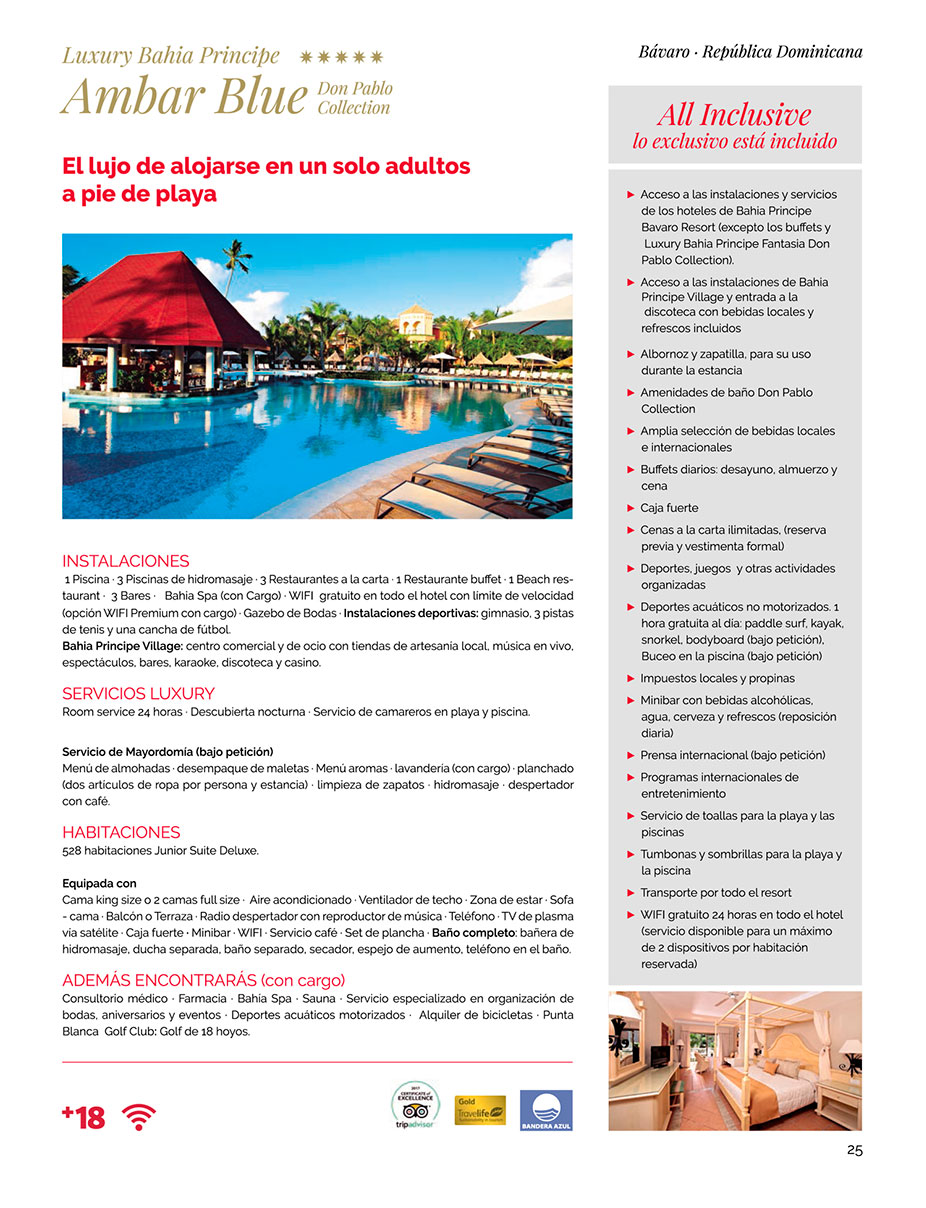 Luxury Bahia Principe
Ambar Blue Don Pablo
Collection
Bávaro · República Dominicana
El lujo de alojarse en un solo adultos
a pie de playa
INSTALACIONES
1 Piscina · 3 Piscinas de hidromasaje · 3 Restaurantes a la carta · 1 Restaurante buffet · 1 Beach res-
taurant · 3 Bares · Bahia Spa (con Cargo) · WIFI gratuito en todo el hotel con limite de velocidad
(opción WIFI Premium con cargo) · Gazebo de Bodas · Instalaciones deportivas: gimnasio, 3 pistas
de tenis y una cancha de fútbol.
Bahia Principe Village: centro comercial y de ocio con tiendas de artesanía local, música en vivo,
espectáculos, bares, karaoke, discoteca y casino.
SERVICIOS LUXURY
Room service 24 horas · Descubierta nocturna · Servicio de camareros en playa y piscina.
Servicio de Mayordomía (bajo petición)
Menú de almohadas · desempaque de maletas · Menú aromas · lavandería (con cargo) · planchado
(dos artículos de ropa por persona y estancia) · limpieza de zapatos · hidromasaje · despertador
con café.
HABITACIONES
528 habitaciones Junior Suite Deluxe.
Equipada con
Cama king size o 2 camas full size · Aire acondicionado · Ventilador de techo · Zona de estar · Sofa
- cama · Balcón o Terraza · Radio despertador con reproductor de música · Teléfono · TV de plasma
vía satélite · Caja fuerte · Minibar · WIFI · Servicio café · Set de plancha · Baño completo: bañera de
hidromasaje, ducha separada, baño separado, secador, espejo de aumento, teléfono en el baño.
ADEMÁS ENCONTRARÁS (con cargo)
Consultorio médico · Farmacia · Bahía Spa · Sauna · Servicio especializado en organización de
bodas, aniversarios y eventos · Deportes acuáticos motorizados · Alquiler de bicicletas · Punta
Blanca Golf Club: Golf de 18 hoyos.
+18
2017
CERTIFICATE of
EXCELLENCE
tripadvisor
Gold
Travelife
Sustainability in tourism
BANDERA AZUL
All Inclusive
lo exclusivo está incluido
Acceso a las instalaciones y servicios
de los hoteles de Bahia Principe
Bavaro Resort (excepto los buffets y
Luxury Bahia Principe Fantasia Don
Pablo Collection).
Acceso a las instalaciones de Bahia
Principe Village y entrada a la
discoteca con bebidas locales y
refrescos incluidos
Albornoz y zapatilla, para su uso
durante la estancia
Amenidades de baño Don Pablo
Collection
Amplia selección de bebidas locales
e internacionales
Buffets diarios: desayuno, almuerzo y
cena
Caja fuerte
Cenas a la carta ilimitadas, (reserva
previa y vestimenta formal)
Deportes, juegos y otras actividades
organizadas
Deportes acuáticos no motorizados. 1
hora gratuita al día: paddle surf, kayak,
snorkel, bodyboard (bajo petición),
Buceo en la piscina (bajo petición)
Impuestos locales y propinas
Minibar con bebidas alcohólicas,
agua, cerveza y refrescos (reposición
diaria)
Prensa internacional (bajo petición)
Programas internacionales de
entretenimiento
Servicio de toallas para la playa y las
piscinas
Tumbonas y sombrillas para la playa y
la piscina
Transporte por todo el resort
WIFI gratuito 24 horas en todo el hotel
(servicio disponible para un máximo
de 2 dispositivos por habitación
reservada)
25